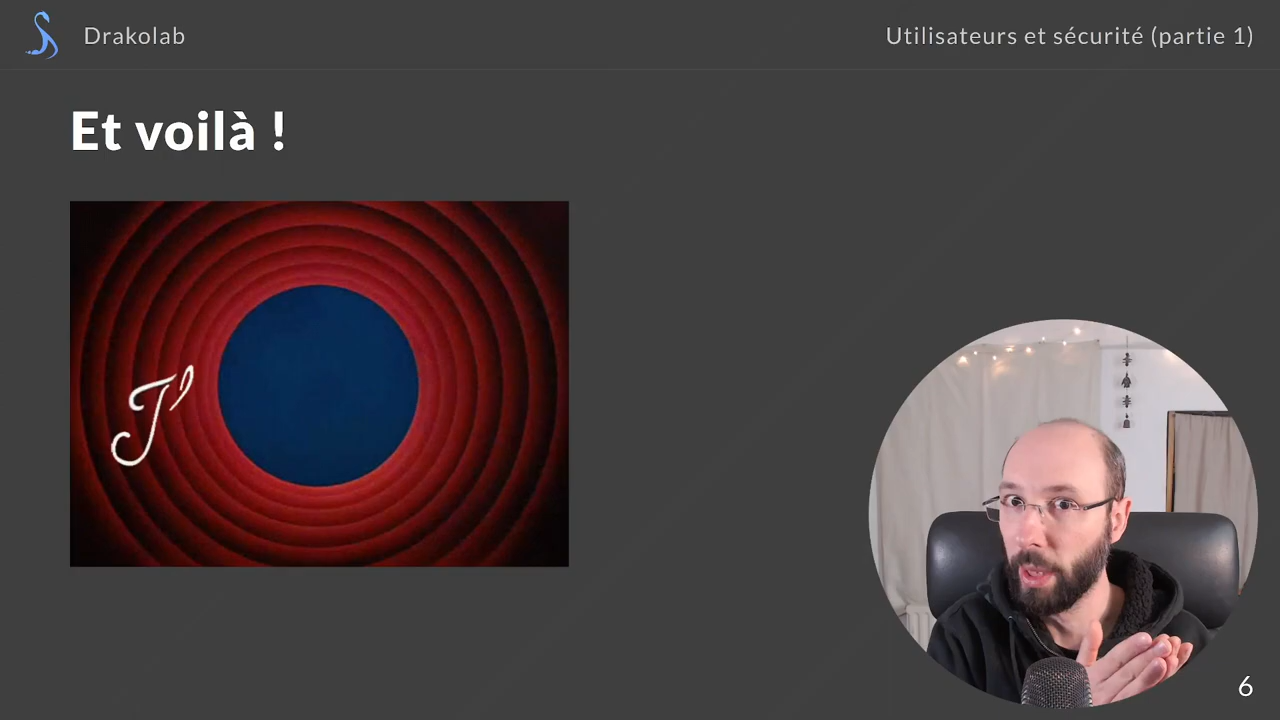 Drakolab
Utilisateurs et sécurité (partie 1)
Et voilà !
6